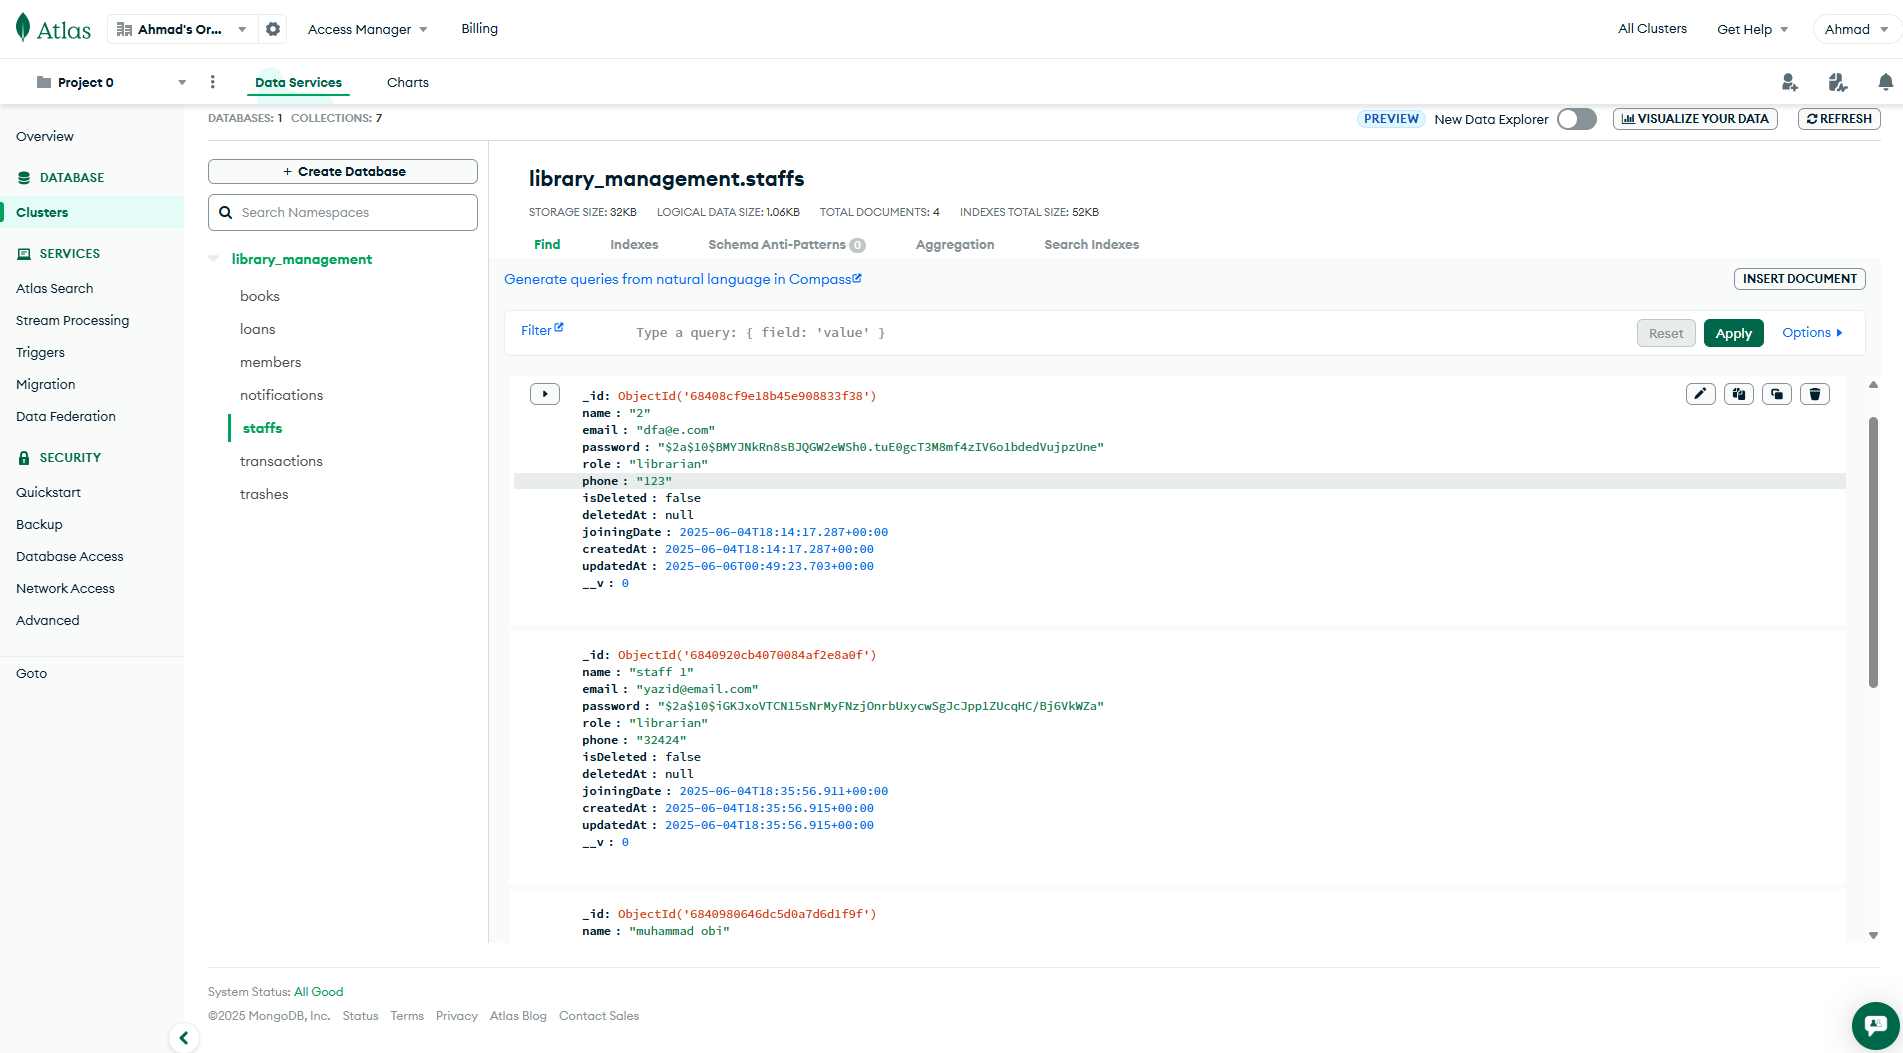 Atlas
Ahmad's Or...
Access Manager
Billing
All Clusters
Get Help
Ahmad
Project 0
Data Services
Charts
Overview
DATABASE
Clusters
SERVICES
Atlas Search
Stream Processing
Triggers
Migration
Data Federation
SECURITY
Quickstart
Backup
Database Access
Network Access
Advanced
Goto
DATABASES: 1 COLLECTIONS: 7
PREVIEW New Data Explorer
VISUALIZE YOUR DATA
REFRESH
+ Create Database
Search Namespaces
library_management
books
loans
members
notifications
staffs
transactions
trashes
library_management.staffs
STORAGE SIZE: 32KB LOGICAL DATA SIZE: 1.06KB TOTAL DOCUMENTS: 4 INDEXES TOTAL SIZE: 52KB
Find Indexes Schema Anti-Patterns 0 Aggregation Search Indexes
Generate queries from natural language in Compass
INSERT DOCUMENT
Filter
Type a query: { field: 'value' }
Reset
Apply
Options
_id: ObjectId('68408cf9e18b45e908833f38')
name : "2"
email : "dfa@e.com"
password : "$2a$10$BMYJNkRn8sBJQGW2eWSh0.tuE0gcT3M8mf4zIV6o1bdedVujpzUne"
role : "librarian"
phone : "123"
isDeleted : false
deletedAt : null
joiningDate : 2025-06-04T18:14:17.287+00:00
createdAt : 2025-06-04T18:14:17.287+00:00
updatedAt : 2025-06-06T00:49:23.703+00:00
__v : 0
_id: ObjectId('6840920cb4070084af2e8a0f')
name : "staff 1"
email : "yazid@email.com"
password : "$2a$10$iGKJxoVTCN15sNrMyFNzjOnrbUxycwSgJcJpp1ZUcqHC/Bj6VkWZa"
role : "librarian"
phone : "32424"
isDeleted : false
deletedAt : null
joiningDate : 2025-06-04T18:35:56.911+00:00
createdAt : 2025-06-04T18:35:56.915+00:00
updatedAt : 2025-06-04T18:35:56.915+00:00
__v : 0
_id: ObjectId('6840980646dc5d0a7d6d1f9f')
name : "muhammad obi"
System Status: All Good
©2025 MongoDB, Inc. Status Terms Privacy Atlas Blog Contact Sales